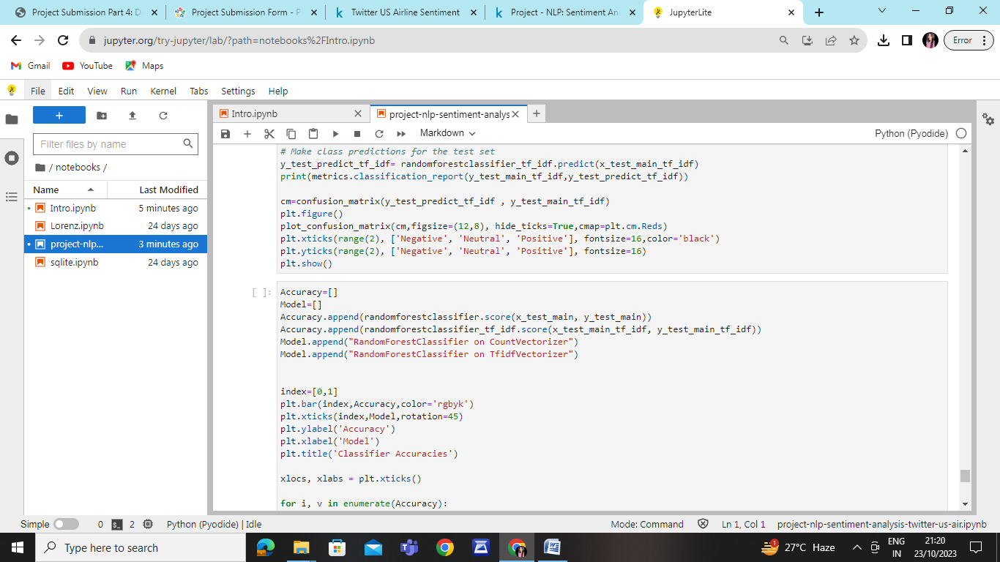 Project Submission Part 4: D
Project Submission Form - P
Twitter US Airline Sentiment
Project - NLP: Sentiment An
JupyterLite
jupyter.org/try-jupyter/lab/?path=notebooks%2FIntro.ipynb
Error
Gmail
YouTube
Maps
File Edit View Run Kernel Tabs Settings Help
Filter files by name
/ notebooks /
Name Last Modified
Intro.ipynb 5 minutes ago
Lorenz.ipynb 24 days ago
project-nlp... 3 minutes ago
sqlite.ipynb 24 days ago
Intro.ipynb
project-nlp-sentiment-analys
Markdown
Python (Pyodide)
# Make class predictions for the test set
y_test_predict_tf_idf= randomforestclassifier_tf_idf.predict(x_test_main_tf_idf)
print(metrics.classification_report(y_test_main_tf_idf,y_test_predict_tf_idf))
cm=confusion_matrix(y_test_predict_tf_idf , y_test_main_tf_idf)
plt.figure()
plot_confusion_matrix(cm,figsize=(12,8), hide_ticks=True,cmap=plt.cm.Reds)
plt.xticks(range(2), ['Negative', 'Neutral', 'Positive'], fontsize=16,color='black')
plt.yticks(range(2), ['Negative', 'Neutral', 'Positive'], fontsize=16)
plt.show()
[ ]:
Accuracy=[]
Model=[]
Accuracy.append(randomforestclassifier.score(x_test_main, y_test_main))
Accuracy.append(randomforestclassifier_tf_idf.score(x_test_main_tf_idf, y_test_main_tf_idf))
Model.append("RandomForestClassifier on CountVectorizer")
Model.append("RandomForestClassifier on TfidfVectorizer")
index=[0,1]
plt.bar(index,Accuracy,color='rgbyk')
plt.xticks(index,Model,rotation=45)
plt.ylabel('Accuracy')
plt.xlabel('Model')
plt.title('Classifier Accuracies')
xlocs, xlabs = plt.xticks()
for i, v in enumerate(Accuracy):
Simple 0 2 Python (Pyodide) | Idle
Mode: Command Ln 1, Col 1 project-nlp-sentiment-analysis-twitter-us-air.ipynb
Type here to search
1
27°C Haze
ENG
IN
21:20
23/10/2023